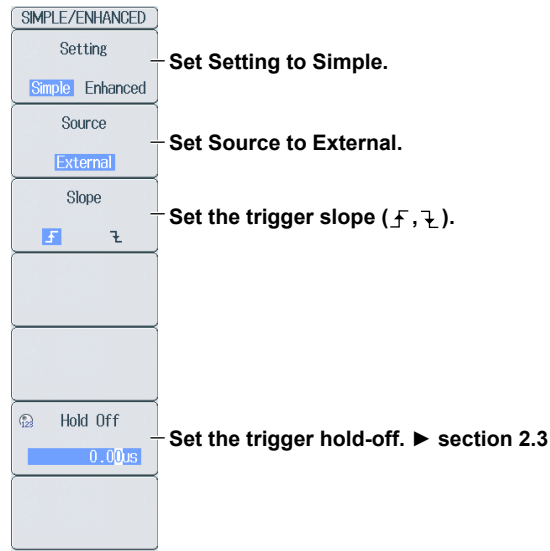 SIMPLE/ENHANCED
Setting
Simple Enhanced
Set Setting to Simple.
Source
External
Set Source to External.
Slope
Set the trigger slope (⨍, ⨎).
123 Hold Off
0.00us
Set the trigger hold-off. ► section 2.3